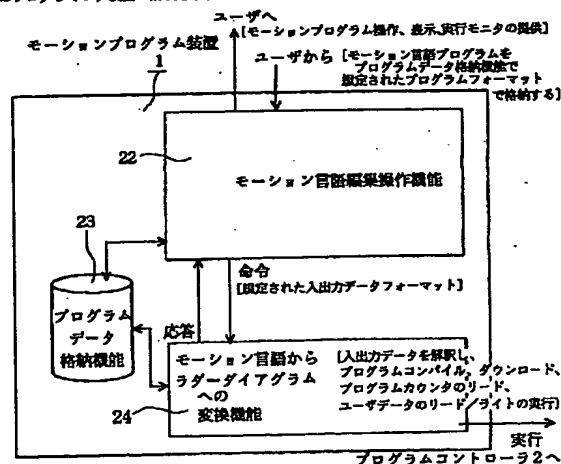 ユーザへ
[モーションプログラム操作、表示、実行モニタの提供]
モーションプログラム装置
1
ユーザから
[モーション言語プログラムを
プログラムデータ格納機能で
規定されたプログラムフォーマット
で格納する]
22
モーション言語編集操作機能
23
プログラム
データ
格納機能
応答
命令
[規定された入出力データフォーマット]
モーション言語から
ラダーダイアグラム
への
変換機能
24
[入出力データを解釈し、
プログラムコンパイル、ダウンロード、
プログラムカウンタのリード、
ユーザデータのリード／ライトの実行]
実行
プログラムコントローラ2へ